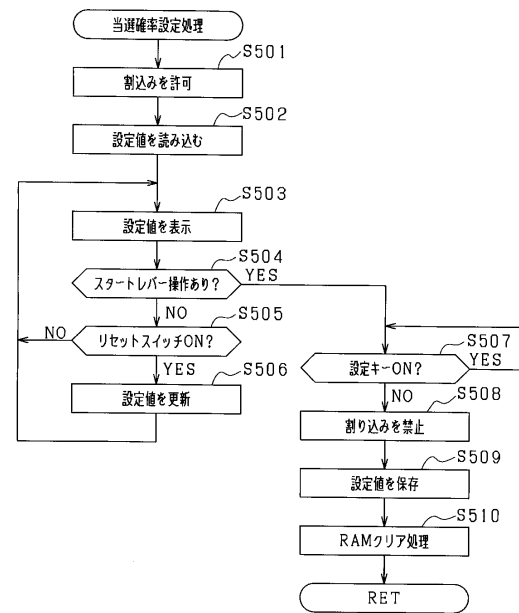 当選確率設定処理
S501
割込みを許可
S502
設定値を読み込む
S503
設定値を表示
S504
スタートレバー操作あり?
YES
NO
S505
リセットスイッチON?
NO
YES
S506
設定値を更新
S507
設定キーON?
YES
NO
S508
割り込みを禁止
S509
設定値を保存
S510
RAMクリア処理
RET